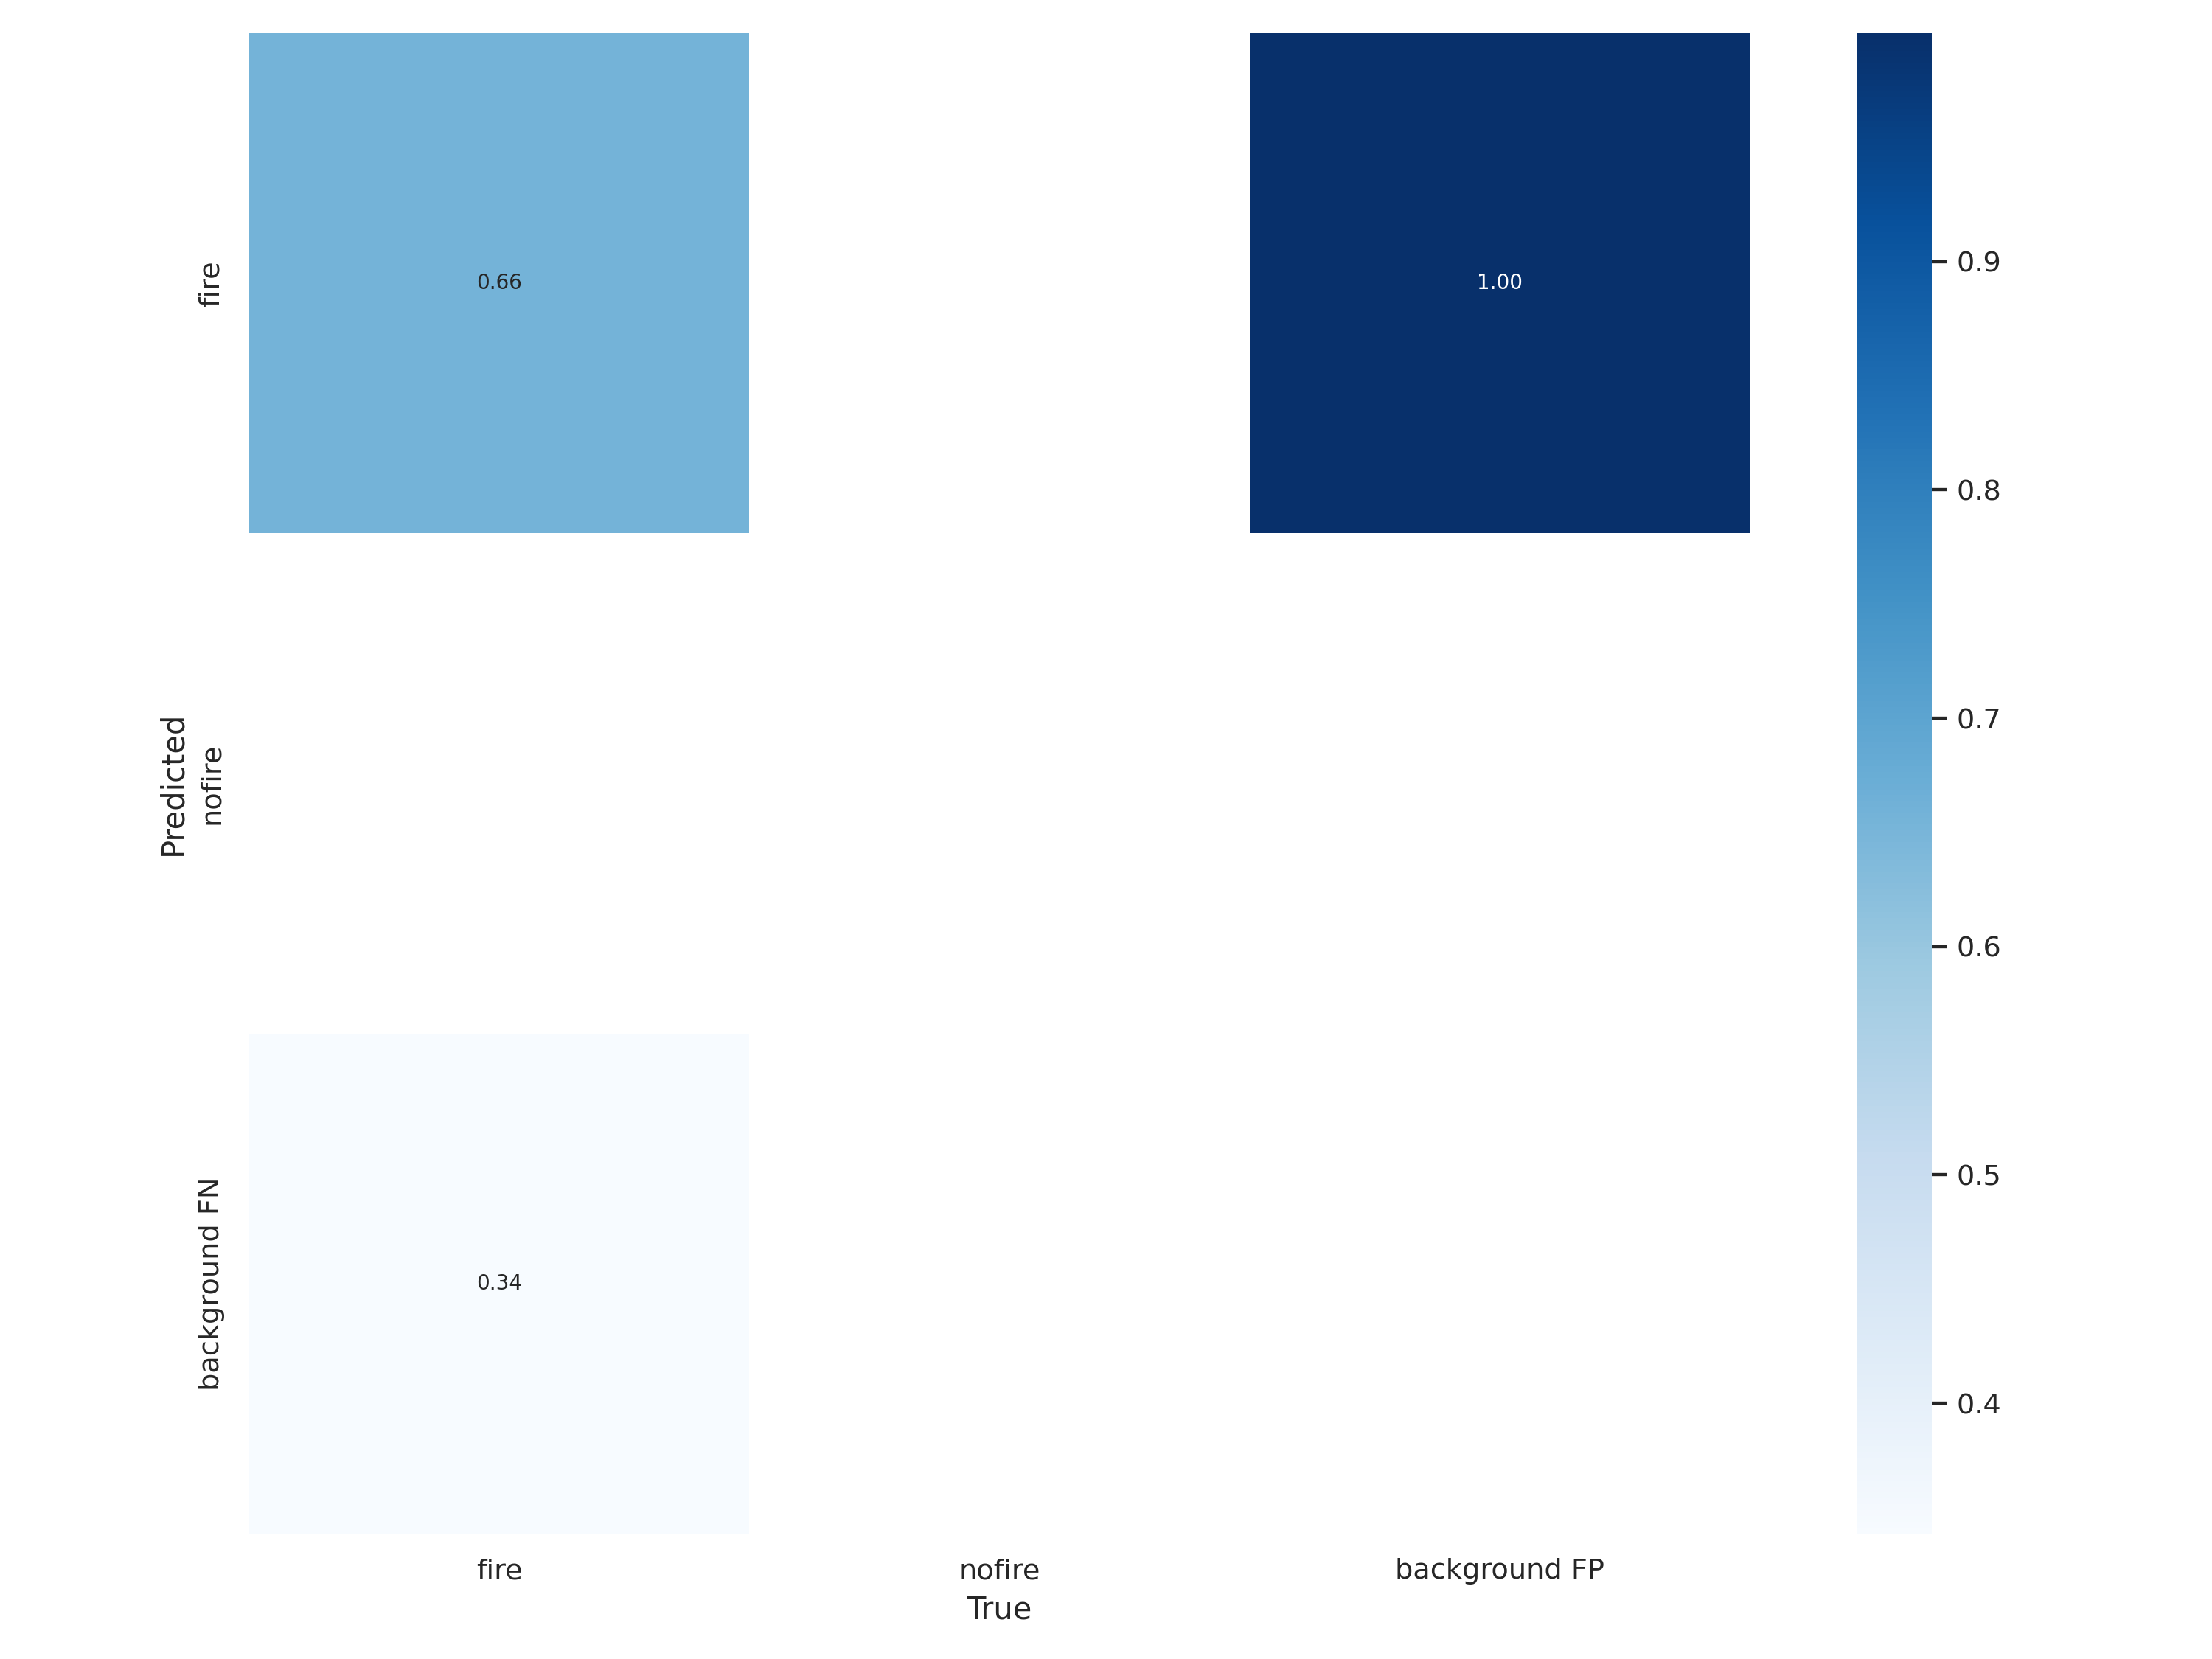 fire
nofire
background FN
Predicted
0.66
1.00
0.34
fire
nofire
background FP
True
0.9
0.8
0.7
0.6
0.5
0.4